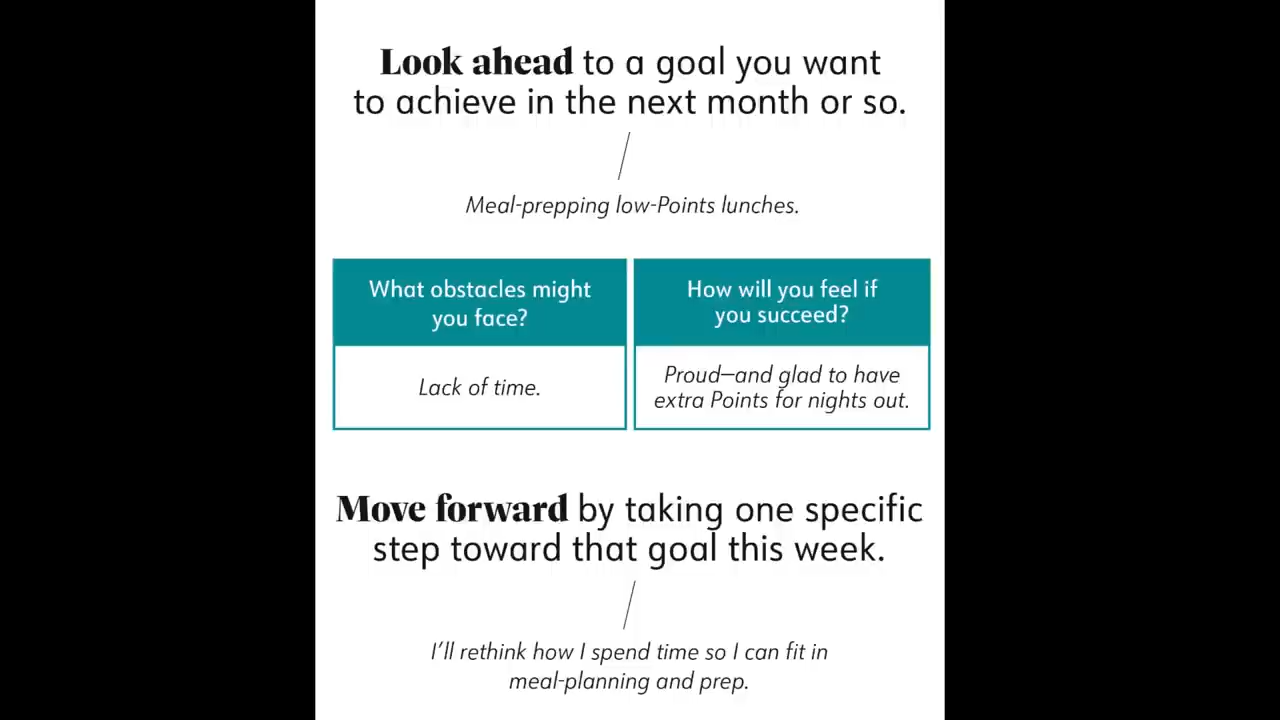 Look ahead to a goal you want
to achieve in the next month or so.
Meal-prepping low-Points lunches.
What obstacles might
you face?
Lack of time.
How will you feel if
you succeed?
Proud—and glad to have
extra Points for nights out.
Move forward by taking one specific
step toward that goal this week.
I’ll rethink how I spend time so I can fit in
meal-planning and prep.